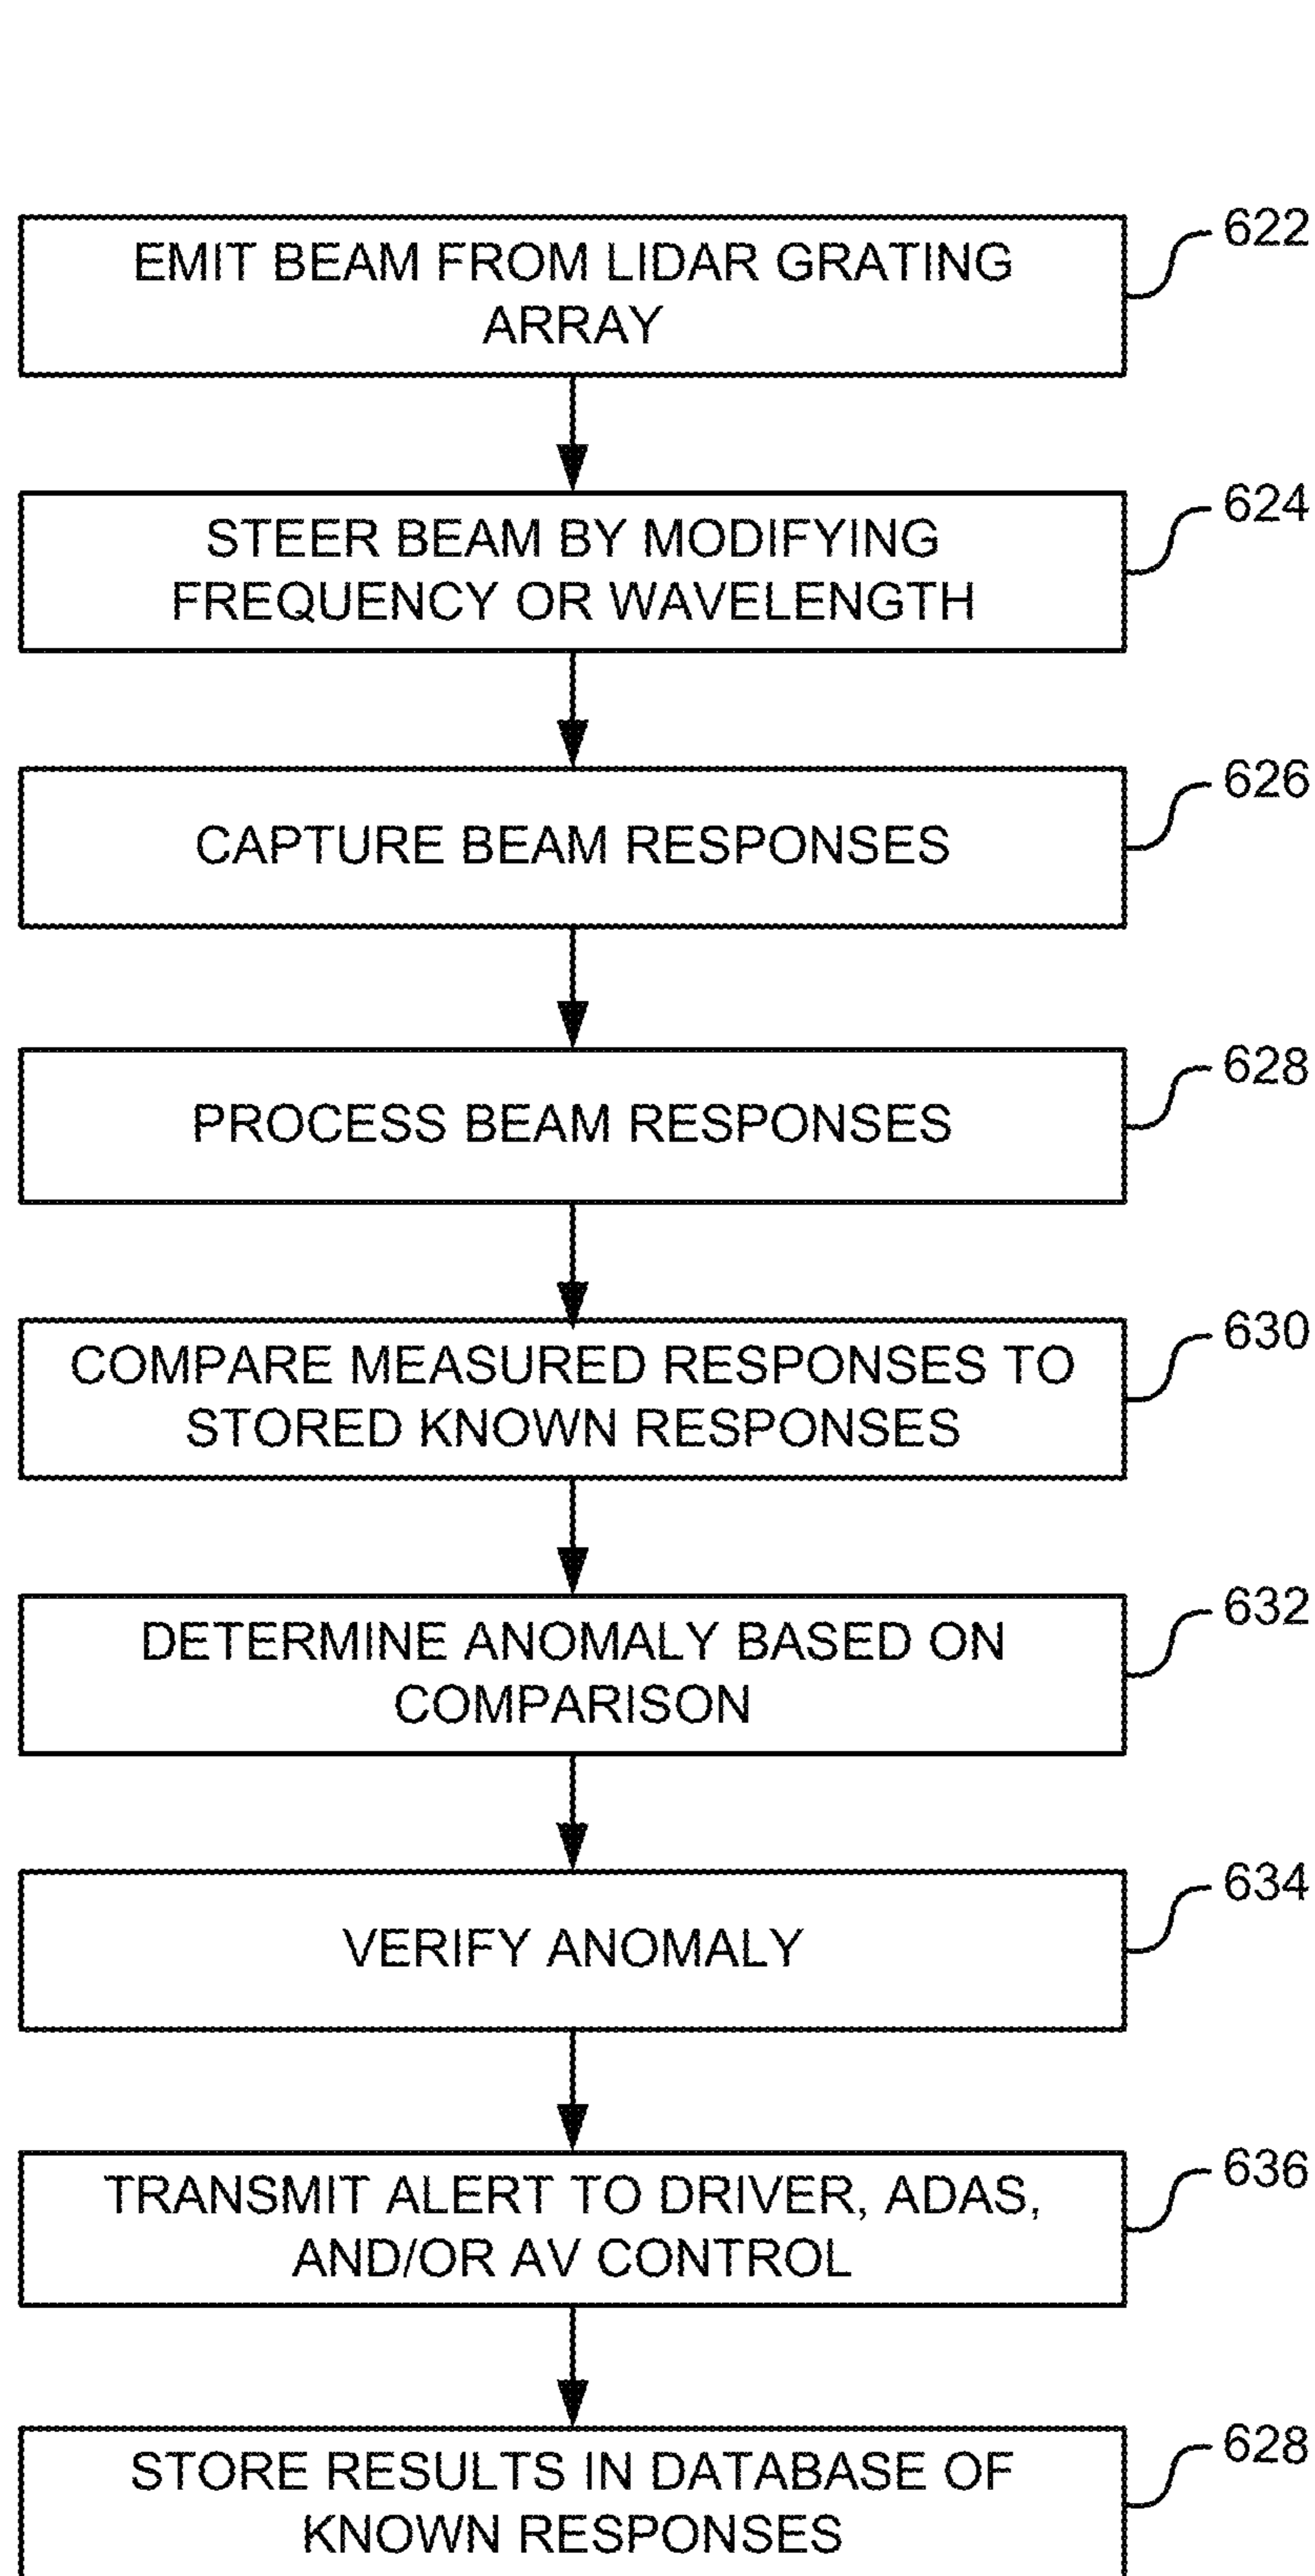 EMIT BEAM FROM LIDAR GRATING
ARRAY
622
STEER BEAM BY MODIFYING
FREQUENCY OR WAVELENGTH
624
CAPTURE BEAM RESPONSES
626
PROCESS BEAM RESPONSES
628
COMPARE MEASURED RESPONSES TO
STORED KNOWN RESPONSES
630
DETERMINE ANOMALY BASED ON
COMPARISON
632
VERIFY ANOMALY
634
TRANSMIT ALERT TO DRIVER, ADAS,
AND/OR AV CONTROL
636
STORE RESULTS IN DATABASE OF
KNOWN RESPONSES
628